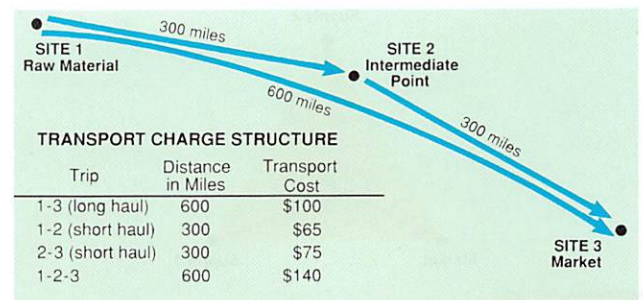 300 miles
SITE 1
Raw Material
SITE 2
Intermediate
Point
600 miles
300 miles
TRANSPORT CHARGE STRUCTURE
Trip Distance in Miles Transport Cost
1-3 (long haul) 600 $100
1-2 (short haul) 300 $65
2-3 (short haul) 300 $75
1-2-3 600 $140
SITE 3
Market